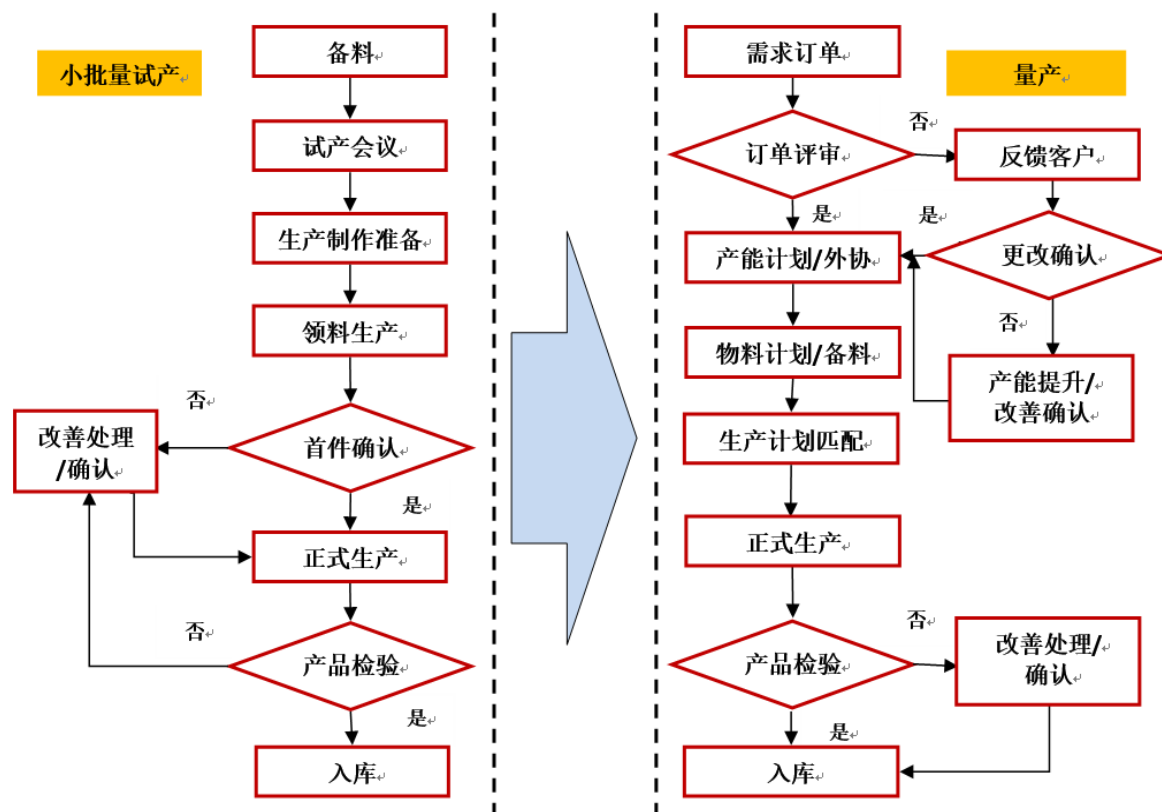 小批量试产
备料
试产会议
生产制作准备
领料生产
否
改善处理
/确认
首件确认
是
正式生产
否
产品检验
是
入库
需求订单
量产
否
订单评审
反馈客户
是
是
产能计划/外协
更改确认
否
物料计划/备料
产能提升/
改善确认
生产计划匹配
正式生产
否
产品检验
改善处理/
确认
是
入库